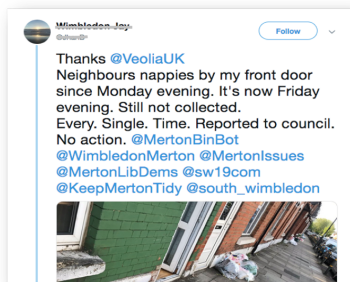 Wimbledon Jay
Follow
Thanks @VeoliaUK
Neighbours nappies by my front door
since Monday evening. It's now Friday
evening. Still not collected.
Every. Single. Time. Reported to council.
No action. @MertonBinBot
@WimbledonMerton @MertonIssues
@MertonLibDems @sw19com
@KeepMertonTidy @south_wimbledon